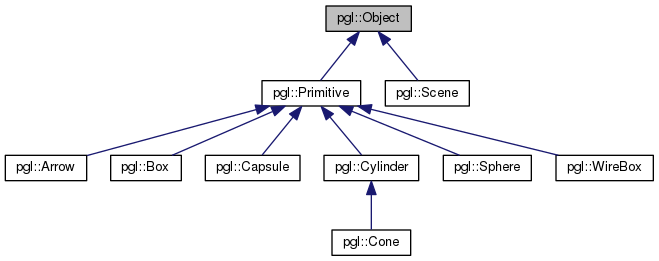 pgl::Object
pgl::Primitive
pgl::Scene
pgl::Arrow
pgl::Box
pgl::Capsule
pgl::Cylinder
pgl::Sphere
pgl::WireBox
pgl::Cone